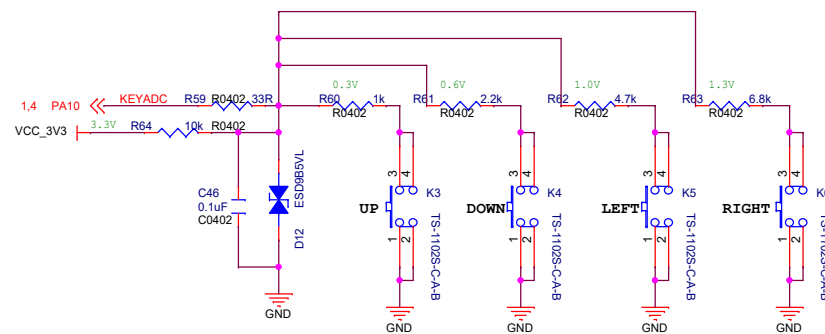 0.3V 0.6V 1.0V 1.3V
1,4 PA10 KEYADC R59 R0402 33R R60 1k R61 2.2k R62 4.7k R63 6.8k
R0402 R0402 R0402 R0402
VCC_3V3 3.3V R64 10k R0402
C46
0.1uF
C0402
ESD9B5VL
D12
3 4
UP K3
1 2
TS-1102S-C-A-B
3 4
DOWN K4
1 2
TS-1102S-C-A-B
3 4
LEFT K5
1 2
TS-1102S-C-A-B
3 4
RIGHT
1 2
TS-1102S-C-A-B
GND
GND GND GND GND